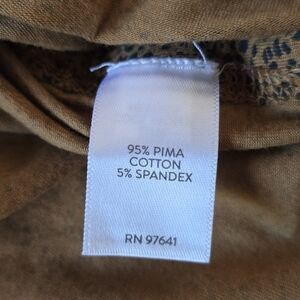 95% PIMA
COTTON
5% SPANDEX
RN 97641